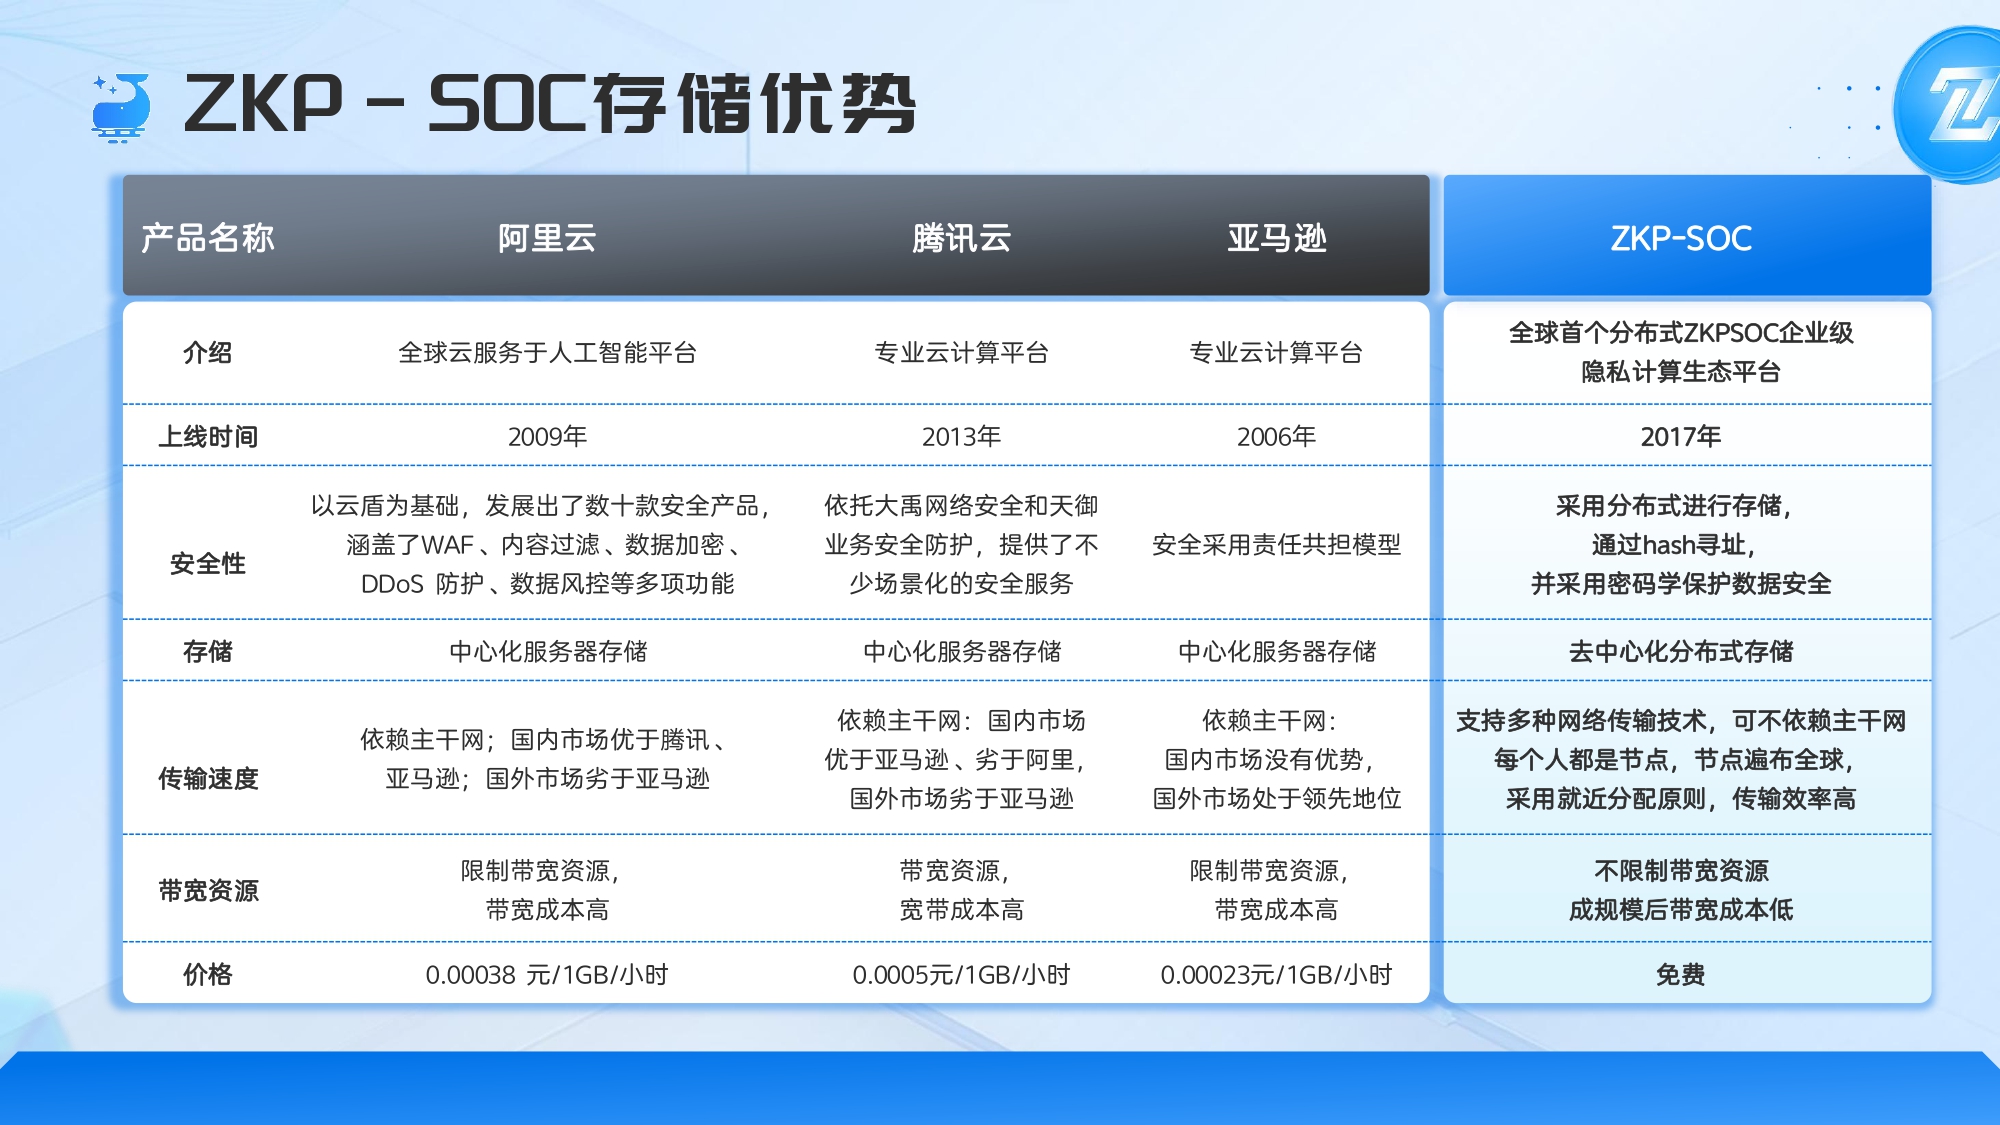 ZKP-SOC存储优势
Z
产品名称 阿里云 腾讯云 亚马逊 ZKP-SOC
介绍
全球云服务于人工智能平台
专业云计算平台
专业云计算平台
全球首个分布式ZKPSOC企业级
隐私计算生态平台
上线时间 2009年 2013年 2006年 2017年
安全性
以云盾为基础，发展出了数十款安全产品，
涵盖了WAF、内容过滤、数据加密、
DDoS 防护、数据风控等多项功能
依托大禹网络安全和天御
业务安全防护，提供了不
少场景化的安全服务
安全采用责任共担模型
采用分布式进行存储，
通过hash寻址，
并采用密码学保护数据安全
存储 中心化服务器存储 中心化服务器存储 中心化服务器存储 去中心化分布式存储
传输速度
依赖主干网；国内市场优于腾讯、
亚马逊；国外市场劣于亚马逊
依赖主干网：国内市场
优于亚马逊、劣于阿里，
国外市场劣于亚马逊
依赖主干网：
国内市场没有优势，
国外市场处于领先地位
支持多种网络传输技术，可不依赖主干网
每个人都是节点，节点遍布全球，
采用就近分配原则，传输效率高
带宽资源
限制带宽资源，
带宽成本高
带宽资源，
宽带成本高
限制带宽资源，
带宽成本高
不限制带宽资源
成规模后带宽成本低
价格 0.00038 元/1GB/小时 0.0005元/1GB/小时 0.00023元/1GB/小时 免费